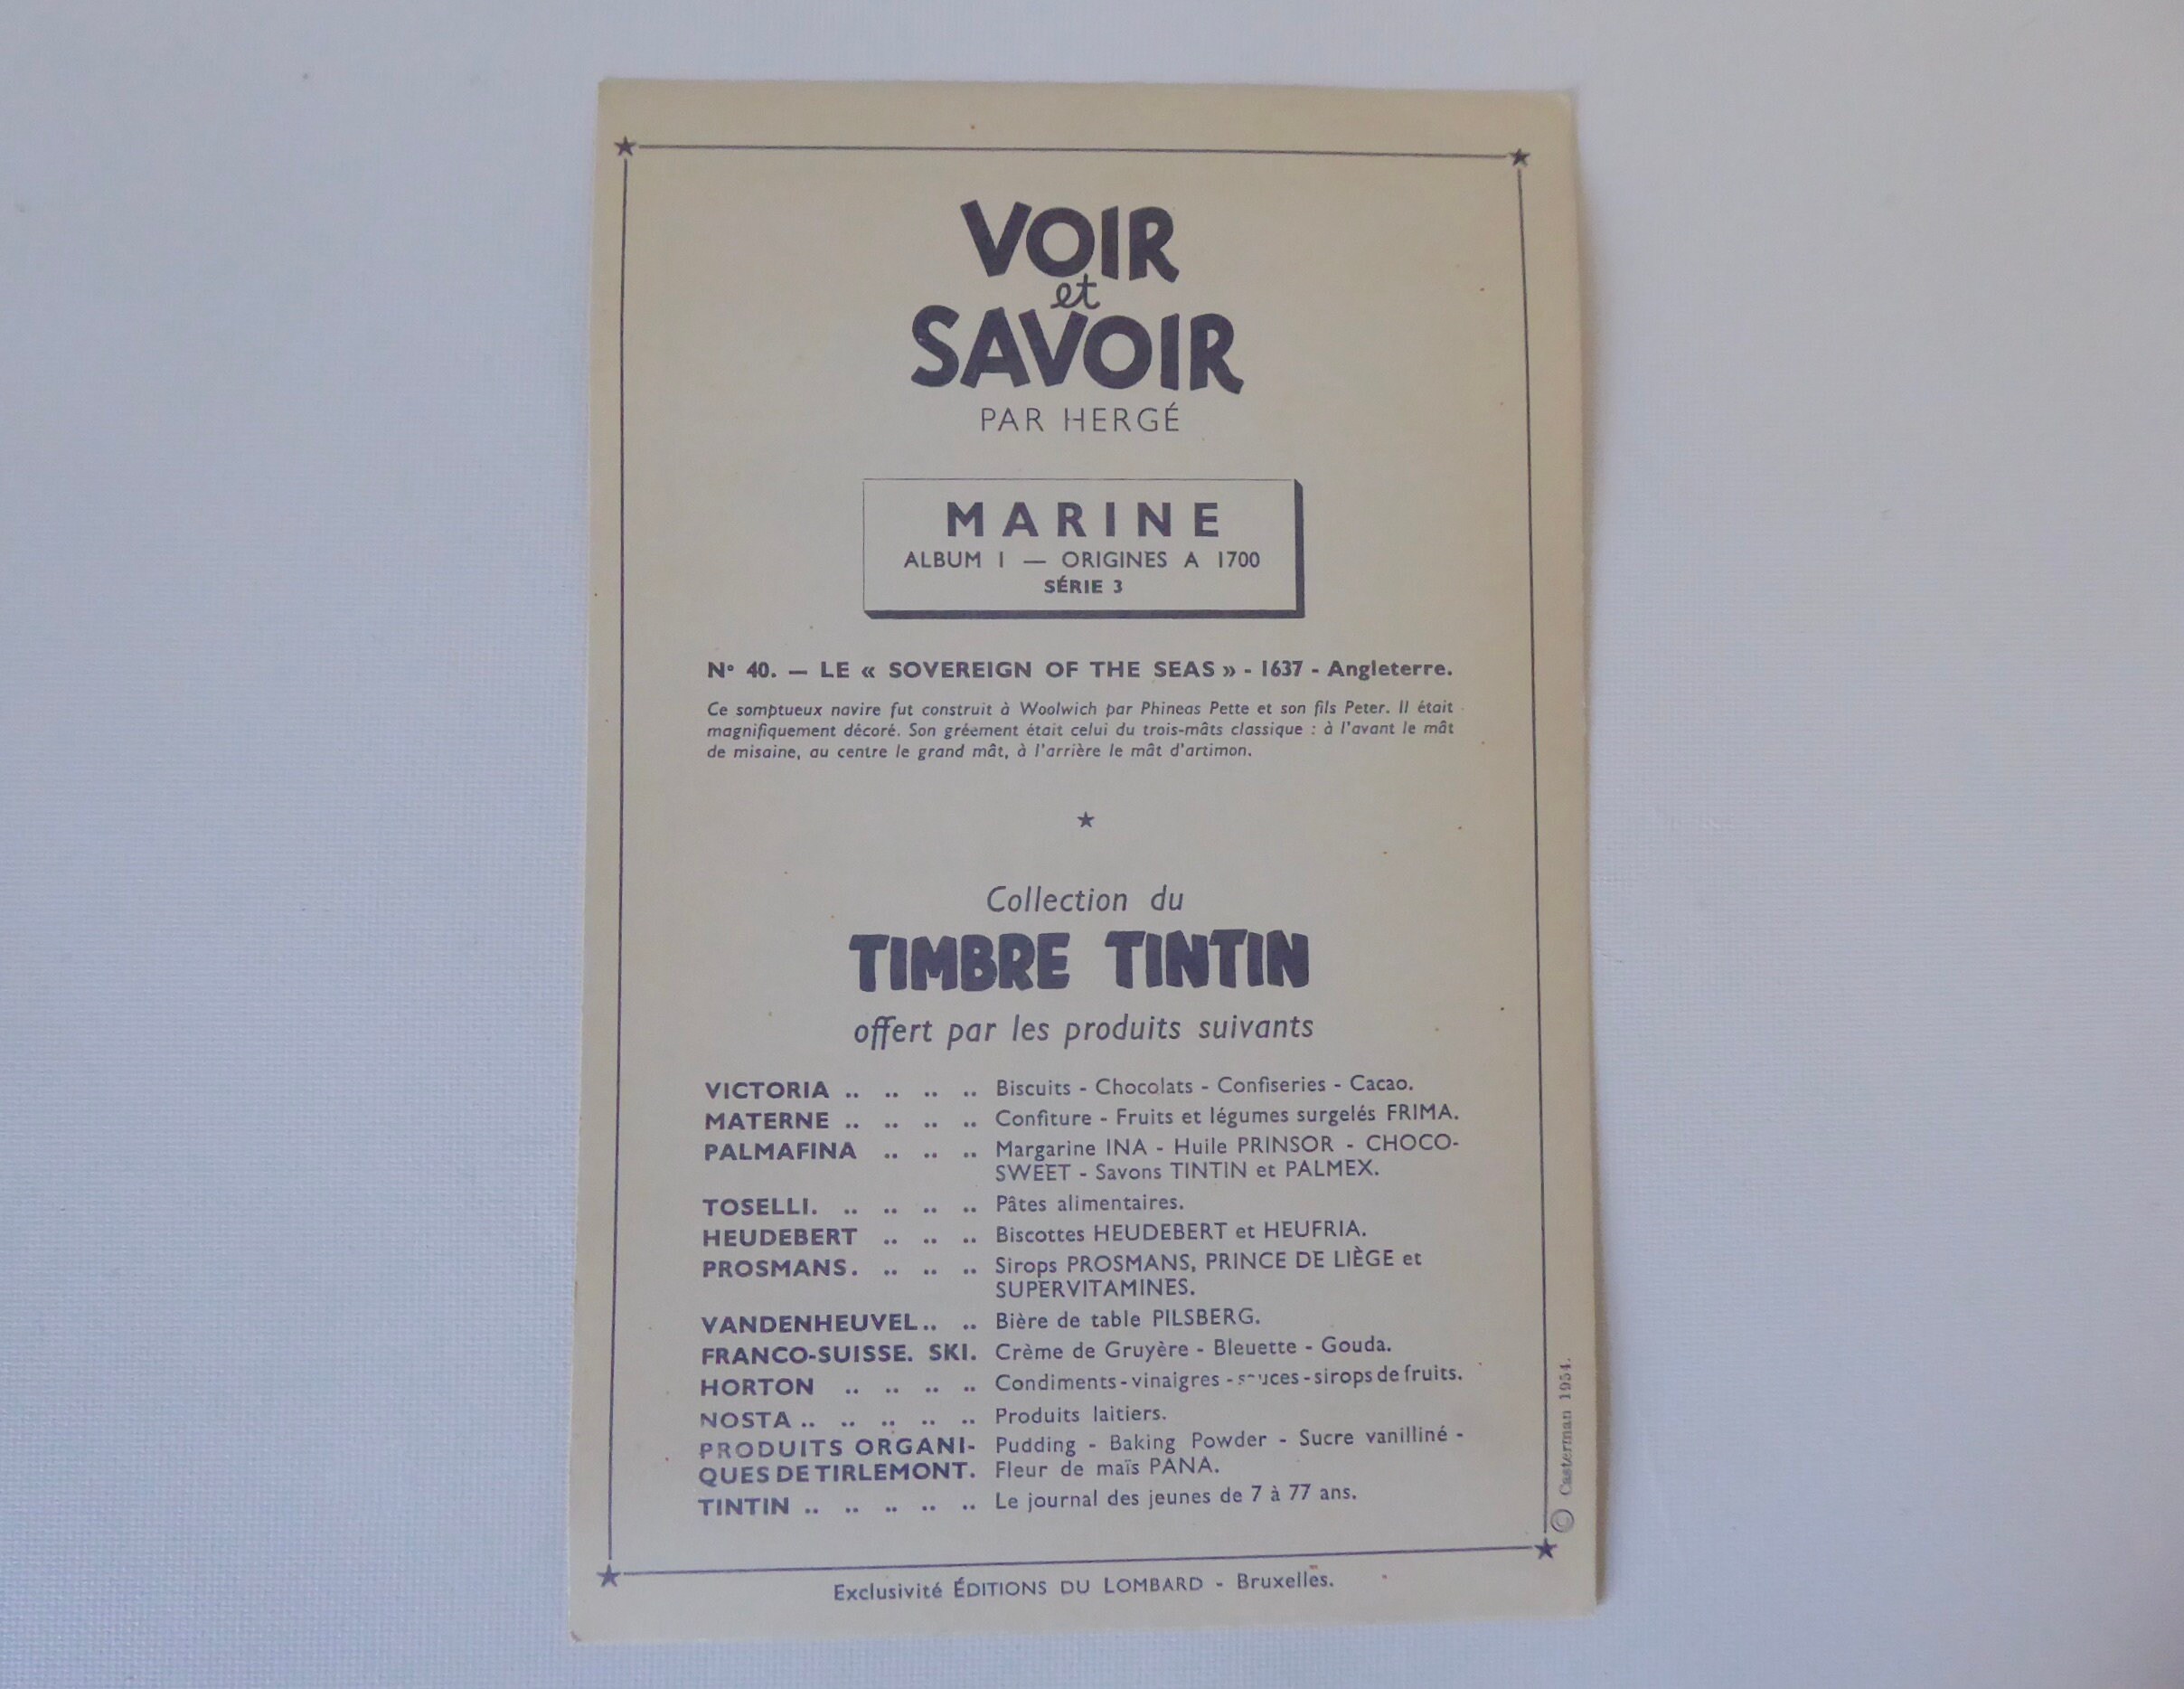 VOIR
et
SAVOIR
PAR HERGÉ
MARINE
ALBUM I — ORIGINES A 1700
SÉRIE 3
N° 40. — LE « SOVEREIGN OF THE SEAS » - 1637 - Angleterre.
Ce somptueux navire fut construit à Woolwich par Phineas Pette et son fils Peter. Il était
magnifiquement décoré. Son gréement était celui du trois-mâts classique : à l'avant le mât
de misaine, au centre le grand mât, à l'arrière le mât d'artimon.
Collection du
TIMBRE TINTIN
offert par les produits suivants
VICTORIA .. .. .. .. Biscuits - Chocolats - Confiseries - Cacao.
MATERNE .. .. .. .. Confiture - Fruits et légumes surgelés FRIMA.
PALMAFINA .. .. .. Margarine INA - Huile PRINSOR - CHOCO-
SWEET - Savons TINTIN et PALMEX.
TOSELLI. .. .. .. .. Pâtes alimentaires.
HEUDEBERT .. .. .. Biscottes HEUDEBERT et HEUFRIA.
PROSMANS. .. .. .. Sirops PROSMANS, PRINCE DE LIÈGE et
SUPERVITAMINES.
VANDENHEUVEL.. .. Bière de table PILSBERG.
FRANCO-SUISSE. SKI. Crème de Gruyère - Bleuette - Gouda.
HORTON .. .. .. .. Condiments - vinaigres - sauces - sirops de fruits.
NOSTA .. .. .. .. .. Produits laitiers.
PRODUITS ORGANI- Pudding - Baking Powder - Sucre vanilliné -
QUES DE TIRLEMONT. Fleur de maïs PANA.
TINTIN .. .. .. .. .. Le journal des jeunes de 7 à 77 ans.
© Casterman 1954.
Exclusivité ÉDITIONS DU LOMBARD - Bruxelles.